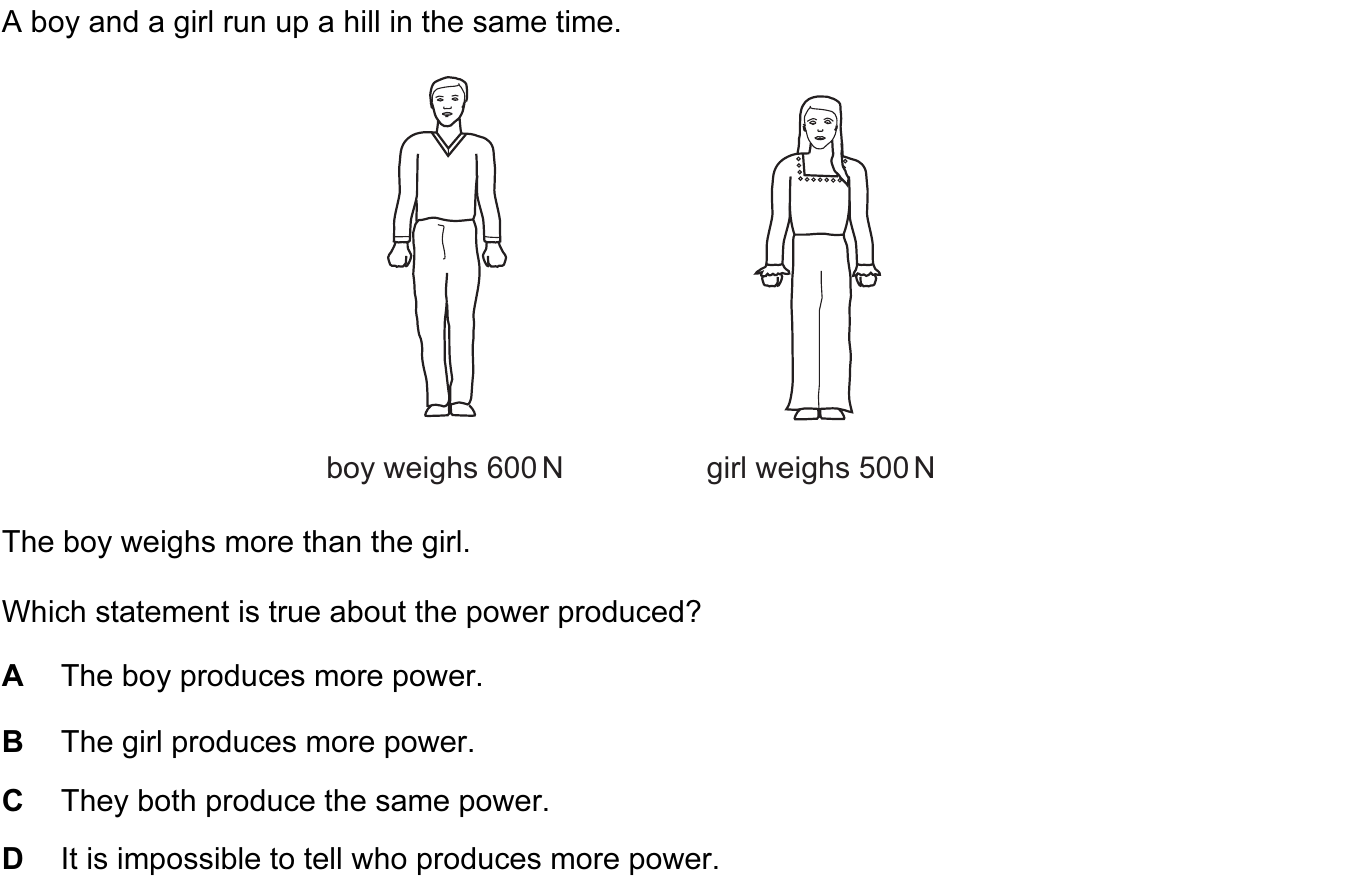 A boy and a girl run up a hill in the same time.
boy weighs 600 N girl weighs 500 N
The boy weighs more than the girl.
Which statement is true about the power produced?
A The boy produces more power.
B The girl produces more power.
C They both produce the same power.
D It is impossible to tell who produces more power.